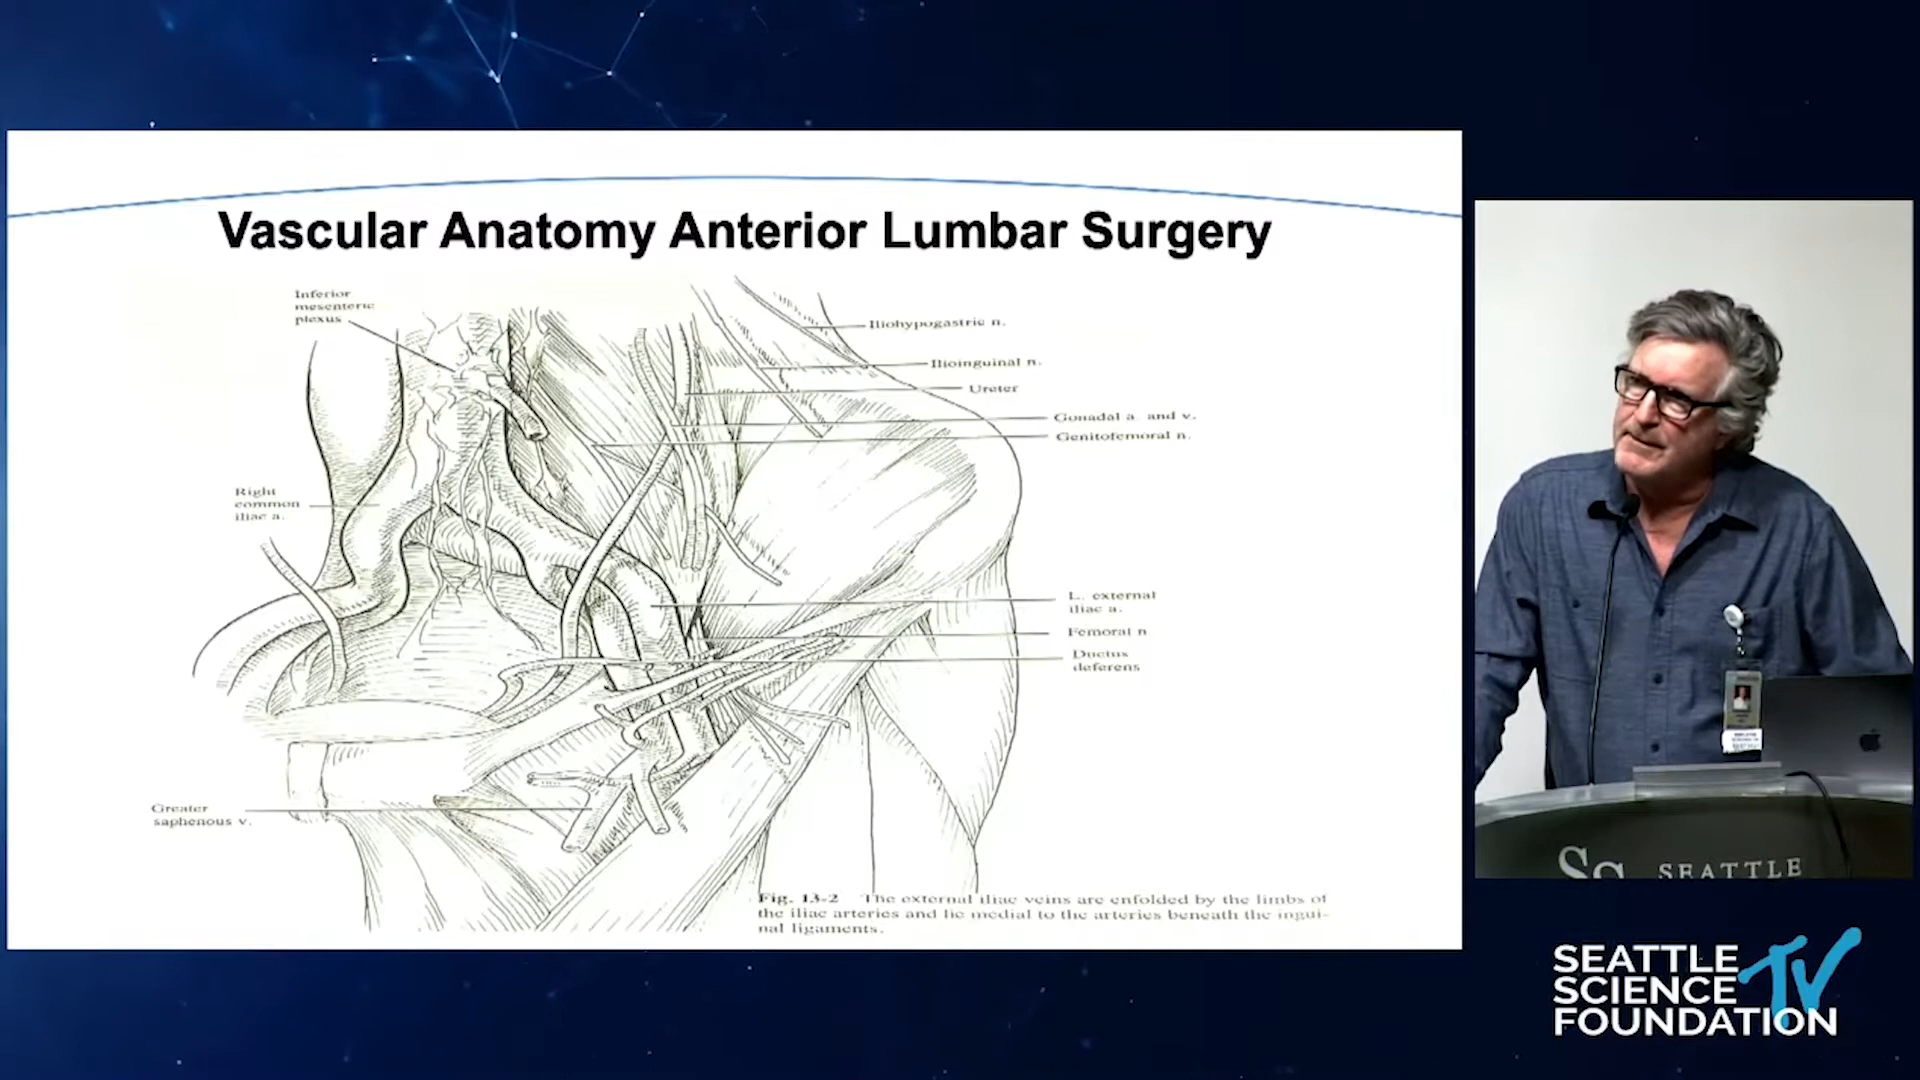 Vascular Anatomy Anterior Lumbar Surgery
Inferior
mesenteric
plexus
Iliohypogastric n.
Ilioinguinal n.
Ureter
Gonadal a. and v.
Genitofemoral n.
Right
common
iliac a.
L. external
iliac a.
Femoral n
Ductus
deferens
Greater
saphenous v.
Fig. 13-2 The external iliac veins are enfolded by the limbs of
the iliac arteries and lie medial to the arteries beneath the ingui-
nal ligaments.
SEATTLE
SEATTLE
SCIENCE TV
FOUNDATION